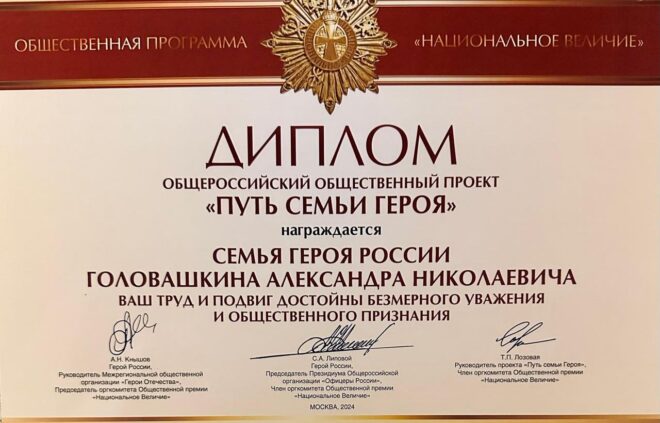 ОБЩЕСТВЕННАЯ ПРОГРАММА «НАЦИОНАЛЬНОЕ ВЕЛИЧИЕ»
ДИПЛОМ
ОБЩЕРОССИЙСКИЙ ОБЩЕСТВЕННЫЙ ПРОЕКТ
«ПУТЬ СЕМЬИ ГЕРОЯ»
награждается
СЕМЬЯ ГЕРОЯ РОССИИ
ГОЛОВАШКИНА АЛЕКСАНДРА НИКОЛАЕВИЧА
ВАШ ТРУД И ПОДВИГ ДОСТОЙНЫ БЕЗМЕРНОГО УВАЖЕНИЯ
И ОБЩЕСТВЕННОГО ПРИЗНАНИЯ
А.Н. Кнышов
Герой России,
Руководитель Межрегиональной общественной
организации «Герои Отечества»,
Председатель оргкомитета Общественной премии
«Национальное Величие»
С.А. Липовой
Герой России,
Председатель Президиума Общероссийской
организации «Офицеры России»,
Член оргкомитета Общественной премии
«Национальное Величие»
Т.П. Лозовая
Руководитель проекта «Путь семьи Героя»,
Член оргкомитета Общественной премии
«Национальное Величие»
МОСКВА, 2024